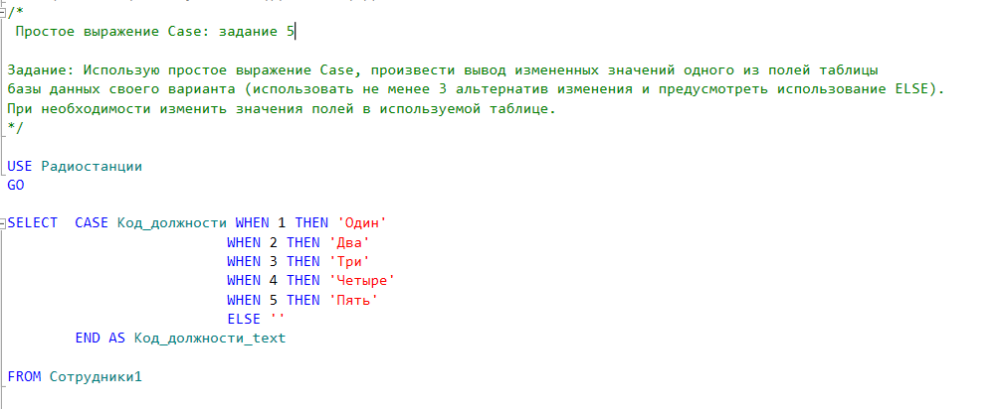 /*
Простое выражение Case: задание 5
Задание: Использую простое выражение Case, произвести вывод измененных значений одного из полей таблицы
базы данных своего варианта (использовать не менее 3 альтернатив изменения и предусмотреть использование ELSE).
При необходимости изменить значения полей в используемой таблице.
*/
USE Радиостанции
GO
SELECT  CASE Код_должности WHEN 1 THEN 'Один'
WHEN 2 THEN 'Два'
WHEN 3 THEN 'Три'
WHEN 4 THEN 'Четыре'
WHEN 5 THEN 'Пять'
ELSE ''
END AS Код_должности_text
FROM Сотрудники1